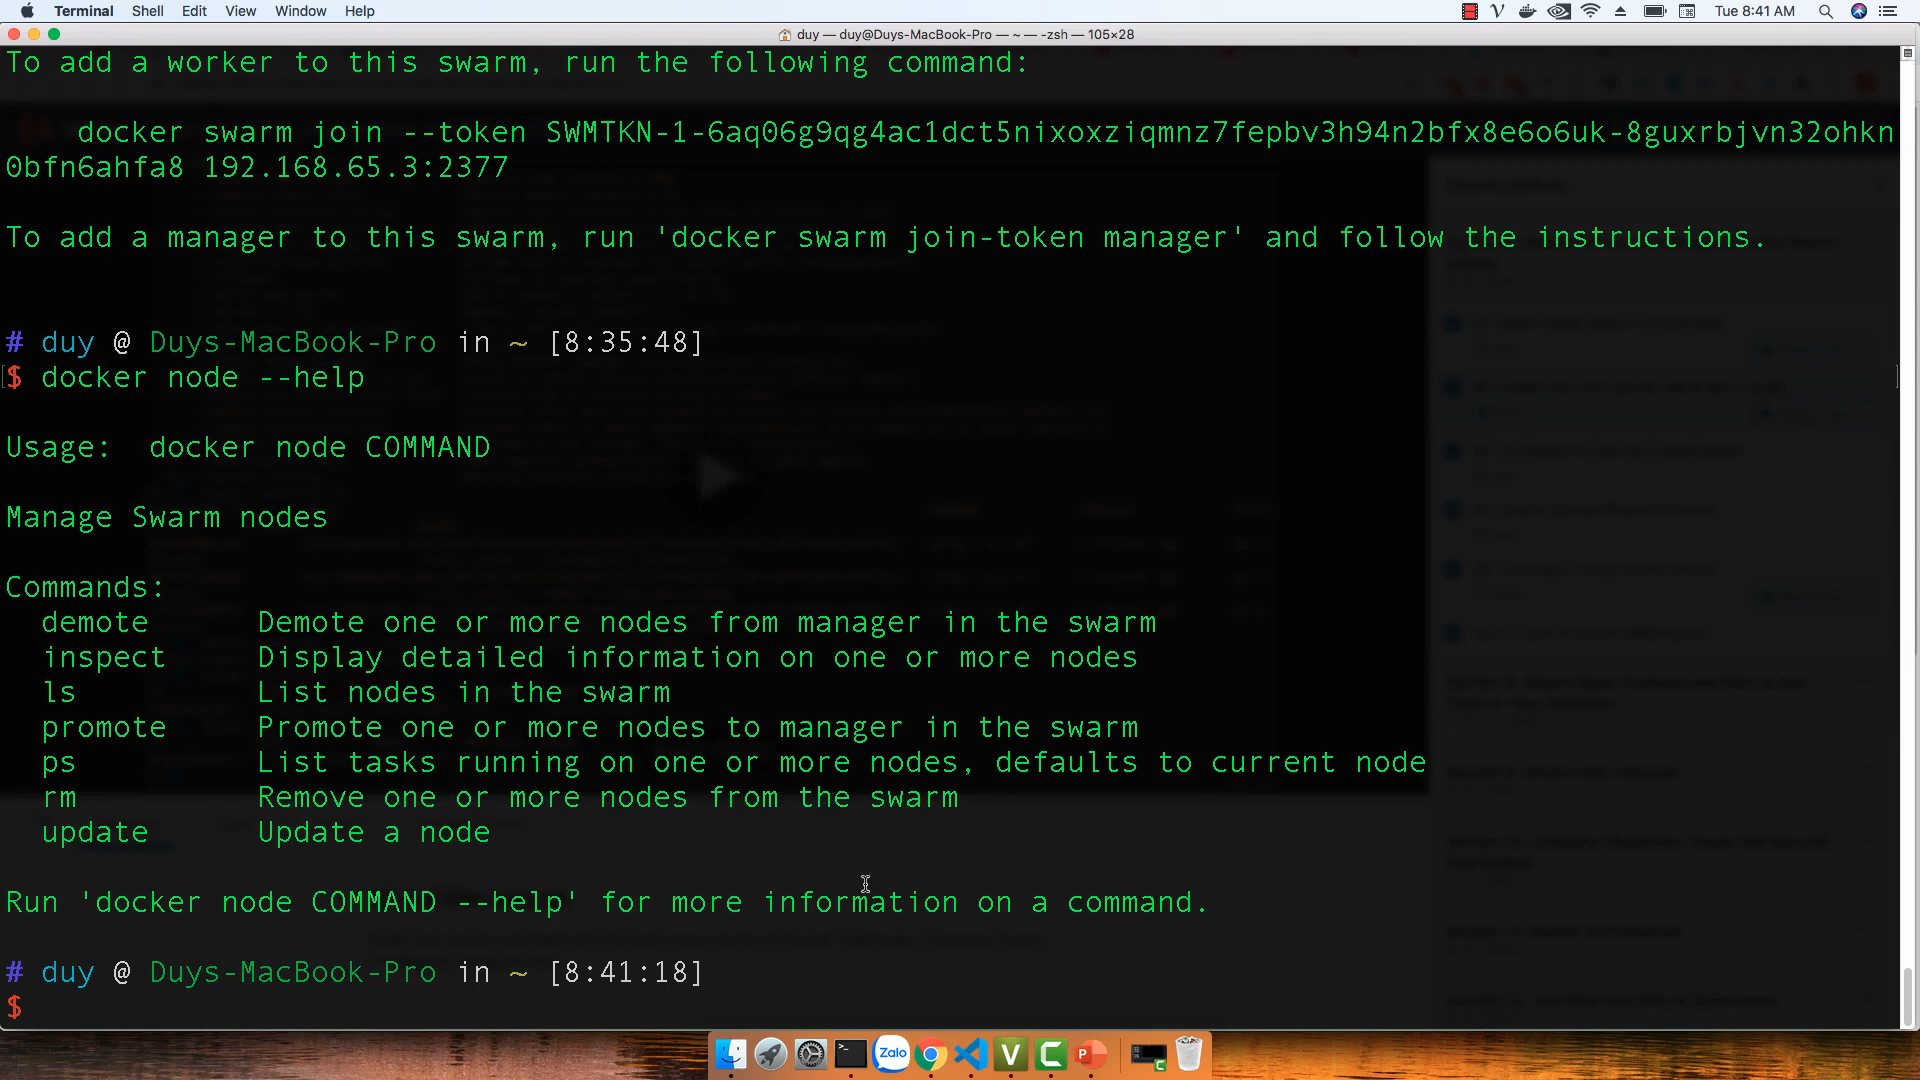 Terminal Shell Edit View Window Help Tue 8:41 AM
duy — duy@Duys-MacBook-Pro — ~ — -zsh — 105×28
To add a worker to this swarm, run the following command:
docker swarm join --token SWMTKN-1-6aq06g9qg4ac1dct5nixoxziqmnz7fepbv3h94n2bfx8e6o6uk-8guxrbjvn32ohkn
0bfn6ahfa8 192.168.65.3:2377
To add a manager to this swarm, run 'docker swarm join-token manager' and follow the instructions.
# duy @ Duys-MacBook-Pro in ~ [8:35:48]
$ docker node --help
Usage: docker node COMMAND
Manage Swarm nodes
Commands:
demote Demote one or more nodes from manager in the swarm
inspect Display detailed information on one or more nodes
ls List nodes in the swarm
promote Promote one or more nodes to manager in the swarm
ps List tasks running on one or more nodes, defaults to current node
rm Remove one or more nodes from the swarm
update Update a node
Run 'docker node COMMAND --help' for more information on a command.
# duy @ Duys-MacBook-Pro in ~ [8:41:18]
$
Zalo